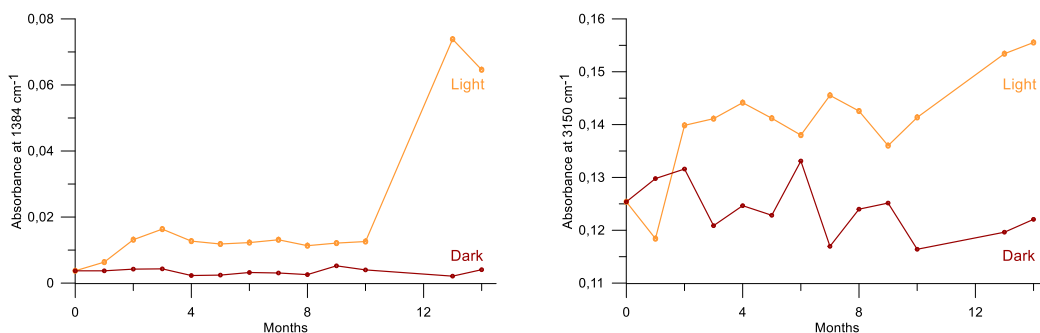 Absorbance at 1384 cm⁻¹
0,08
0,06
0,04
0,02
0
Light
Dark
0
4
8
12
Months
Absorbance at 3150 cm⁻¹
0,16
0,15
0,14
0,13
0,12
0,11
Light
Dark
0
4
8
12
Months